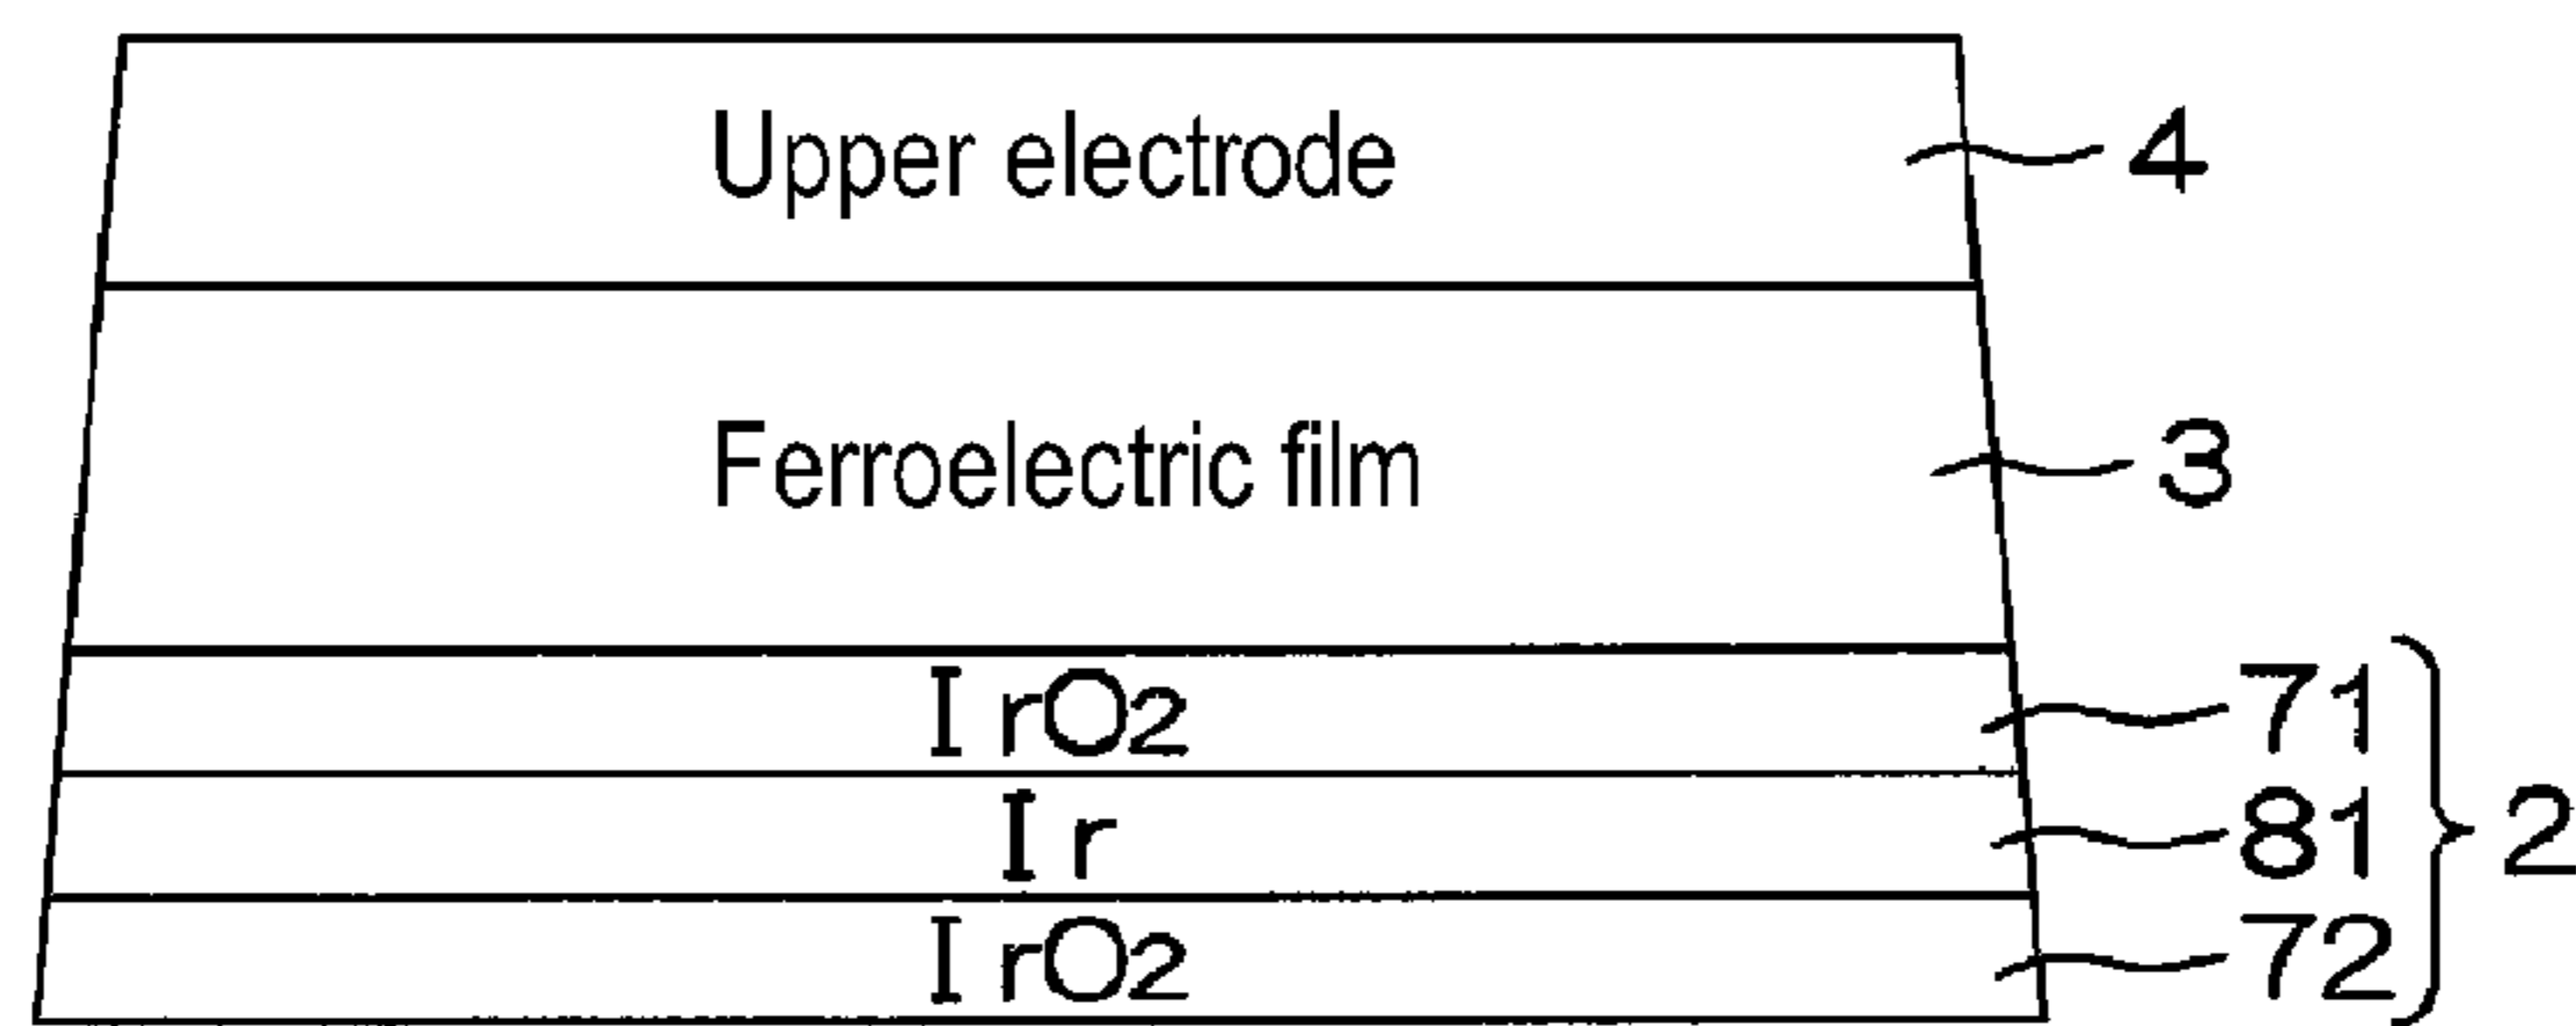 Upper electrode 4
Ferroelectric film 3
IrO2 71
Ir 81 2
IrO2 72